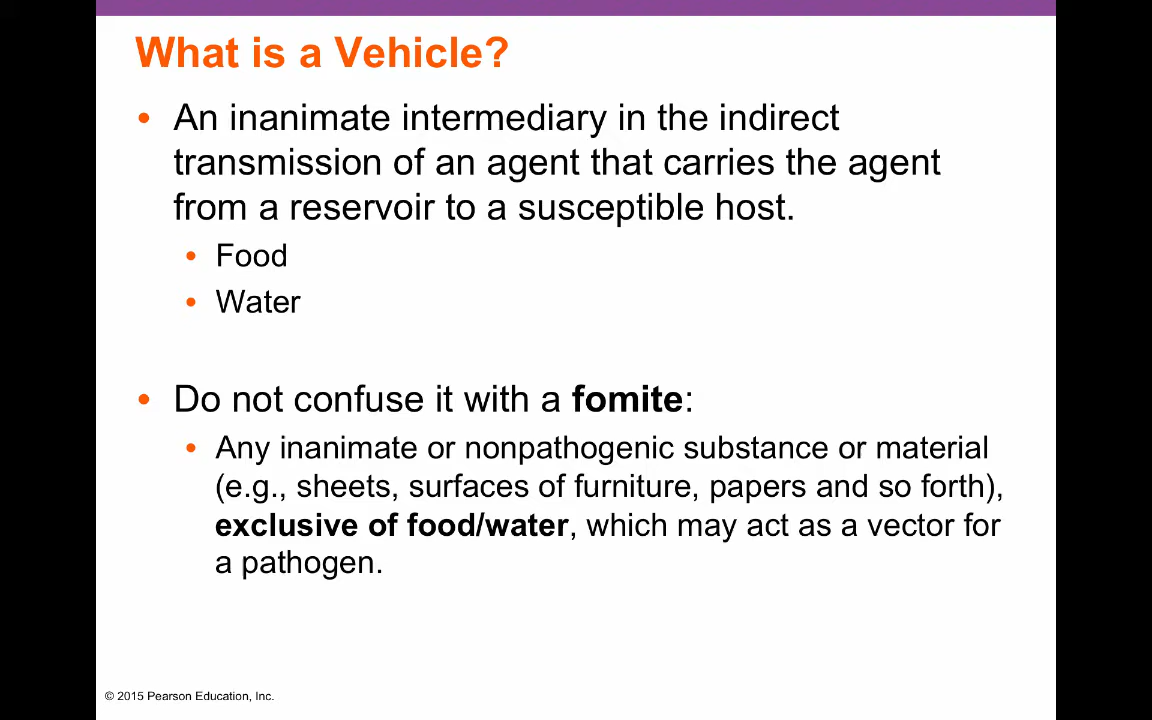 What is a Vehicle?
• An inanimate intermediary in the indirect
transmission of an agent that carries the agent
from a reservoir to a susceptible host.
• Food
• Water
• Do not confuse it with a fomite:
• Any inanimate or nonpathogenic substance or material
(e.g., sheets, surfaces of furniture, papers and so forth),
exclusive of food/water, which may act as a vector for
a pathogen.
© 2015 Pearson Education, Inc.